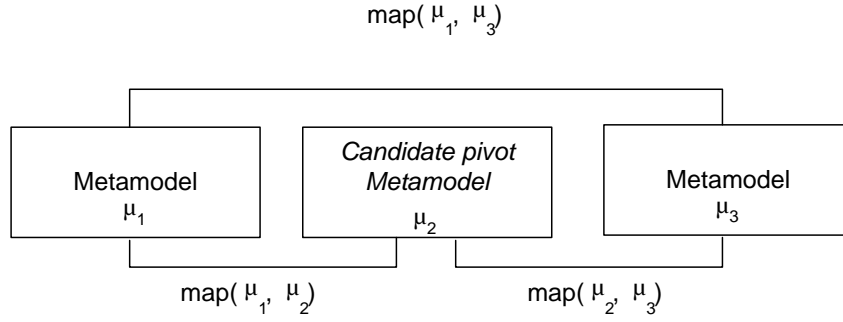 map( μ1, μ3)
Metamodel
μ1
Candidate pivot
Metamodel
μ2
Metamodel
μ3
map( μ1, μ2)
map( μ2, μ3)